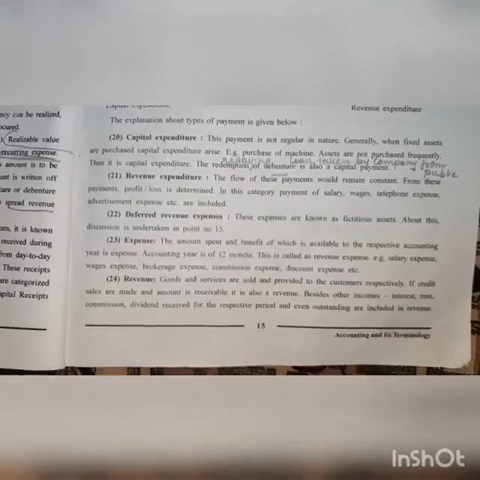 ncy can be realized,
ocured.
Realizable value
-recurring expense.
s amount is to be
unt is written off
are or debenture
s spread revenue
ons, it is known
received during
from day-to-day
These receipts
are categorized
apital Receipts
Capital Expenditure Revenue expenditure
The explanation about types of payment is given below :
(20) Capital expenditure : This payment is not regular in nature. Generally, when fixed assets
are purchased capital expenditure arise. E.g. purchase of machine. Assets are not purchased frequently.
Thus it is capital expenditure. The redemption of debenture is also a capital payment.
loan taken by company from
(21) Revenue expenditure : The flow of these payments would remain constant. From these
payments, profit / loss is determined. In this category payment of salary, wages, telephone expense,
advertisement expense etc. are included.
(22) Deferred revenue expenses : These expenses are known as fictitious assets. About this,
discussion is undertaken in point no 15.
(23) Expense: The amount spent and benefit of which is available to the respective accounting
year is expense. Accounting year is of 12 months. This is called as revenue expense. e.g. salary expense,
wages expense, brokerage expense, commission expense, discount expense etc.
(24) Revenue: Goods and services are sold and provided to the customers respectively. If credit
sales are made and amount is receivable it is also a revenue. Besides other incomes – interest, rent,
commission, dividend received for the respective period and even outstanding are included in revenue.
15
Accounting and Its Terminology
InShOt